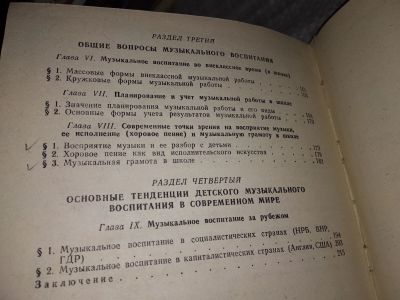 РАЗДЕЛ ТРЕТИЙ
ОБЩИЕ ВОПРОСЫ МУЗЫКАЛЬНОГО ВОСПИТАНИЯ
Глава VI. Музыкальное воспитание во внеклассное время (в школе)
§ 1. Массовые формы внеклассной музыкальной работы
§ 2. Кружковые формы музыкальной работы
Глава VII. Планирование и учет музыкальной работы в школе
§ 1. Значение планирования музыкальной работы и его виды
§ 2. Основные формы учета результатов музыкальной работы
Глава VIII. Современные точки зрения на восприятие музыки,
ее исполнение (хоровое пение) и музыкальную грамоту в школе
§ 1. Восприятие музыки и ее разбор с детьми
§ 2. Хоровое пение как вид исполнительского искусства
§ 3. Музыкальная грамота в школе
РАЗДЕЛ ЧЕТВЕРТЫЙ
ОСНОВНЫЕ ТЕНДЕНЦИИ ДЕТСКОГО МУЗЫКАЛЬНОГО
ВОСПИТАНИЯ В СОВРЕМЕННОМ МИРЕ
Глава IX. Музыкальное воспитание за рубежом
§ 1. Музыкальное воспитание в социалистических странах (НРБ, ВНР,
ГДР) 194
§ 2. Музыкальное воспитание в капиталистических странах (Англия, США)
Заключение